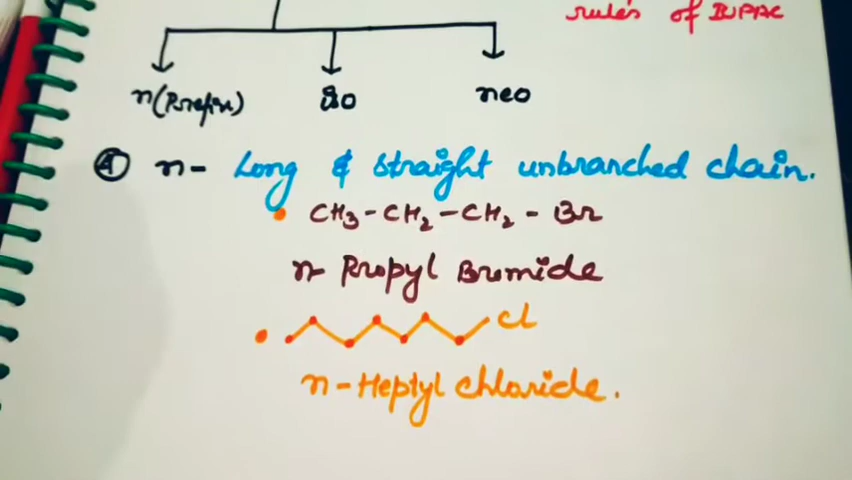 rules of IUPAC
n(Prefix) iso neo
A n- Long & straight unbranched chain.
• CH₃-CH₂-CH₂-Br
n- Propyl Bromide
• Cl
n-Heptyl chloride.